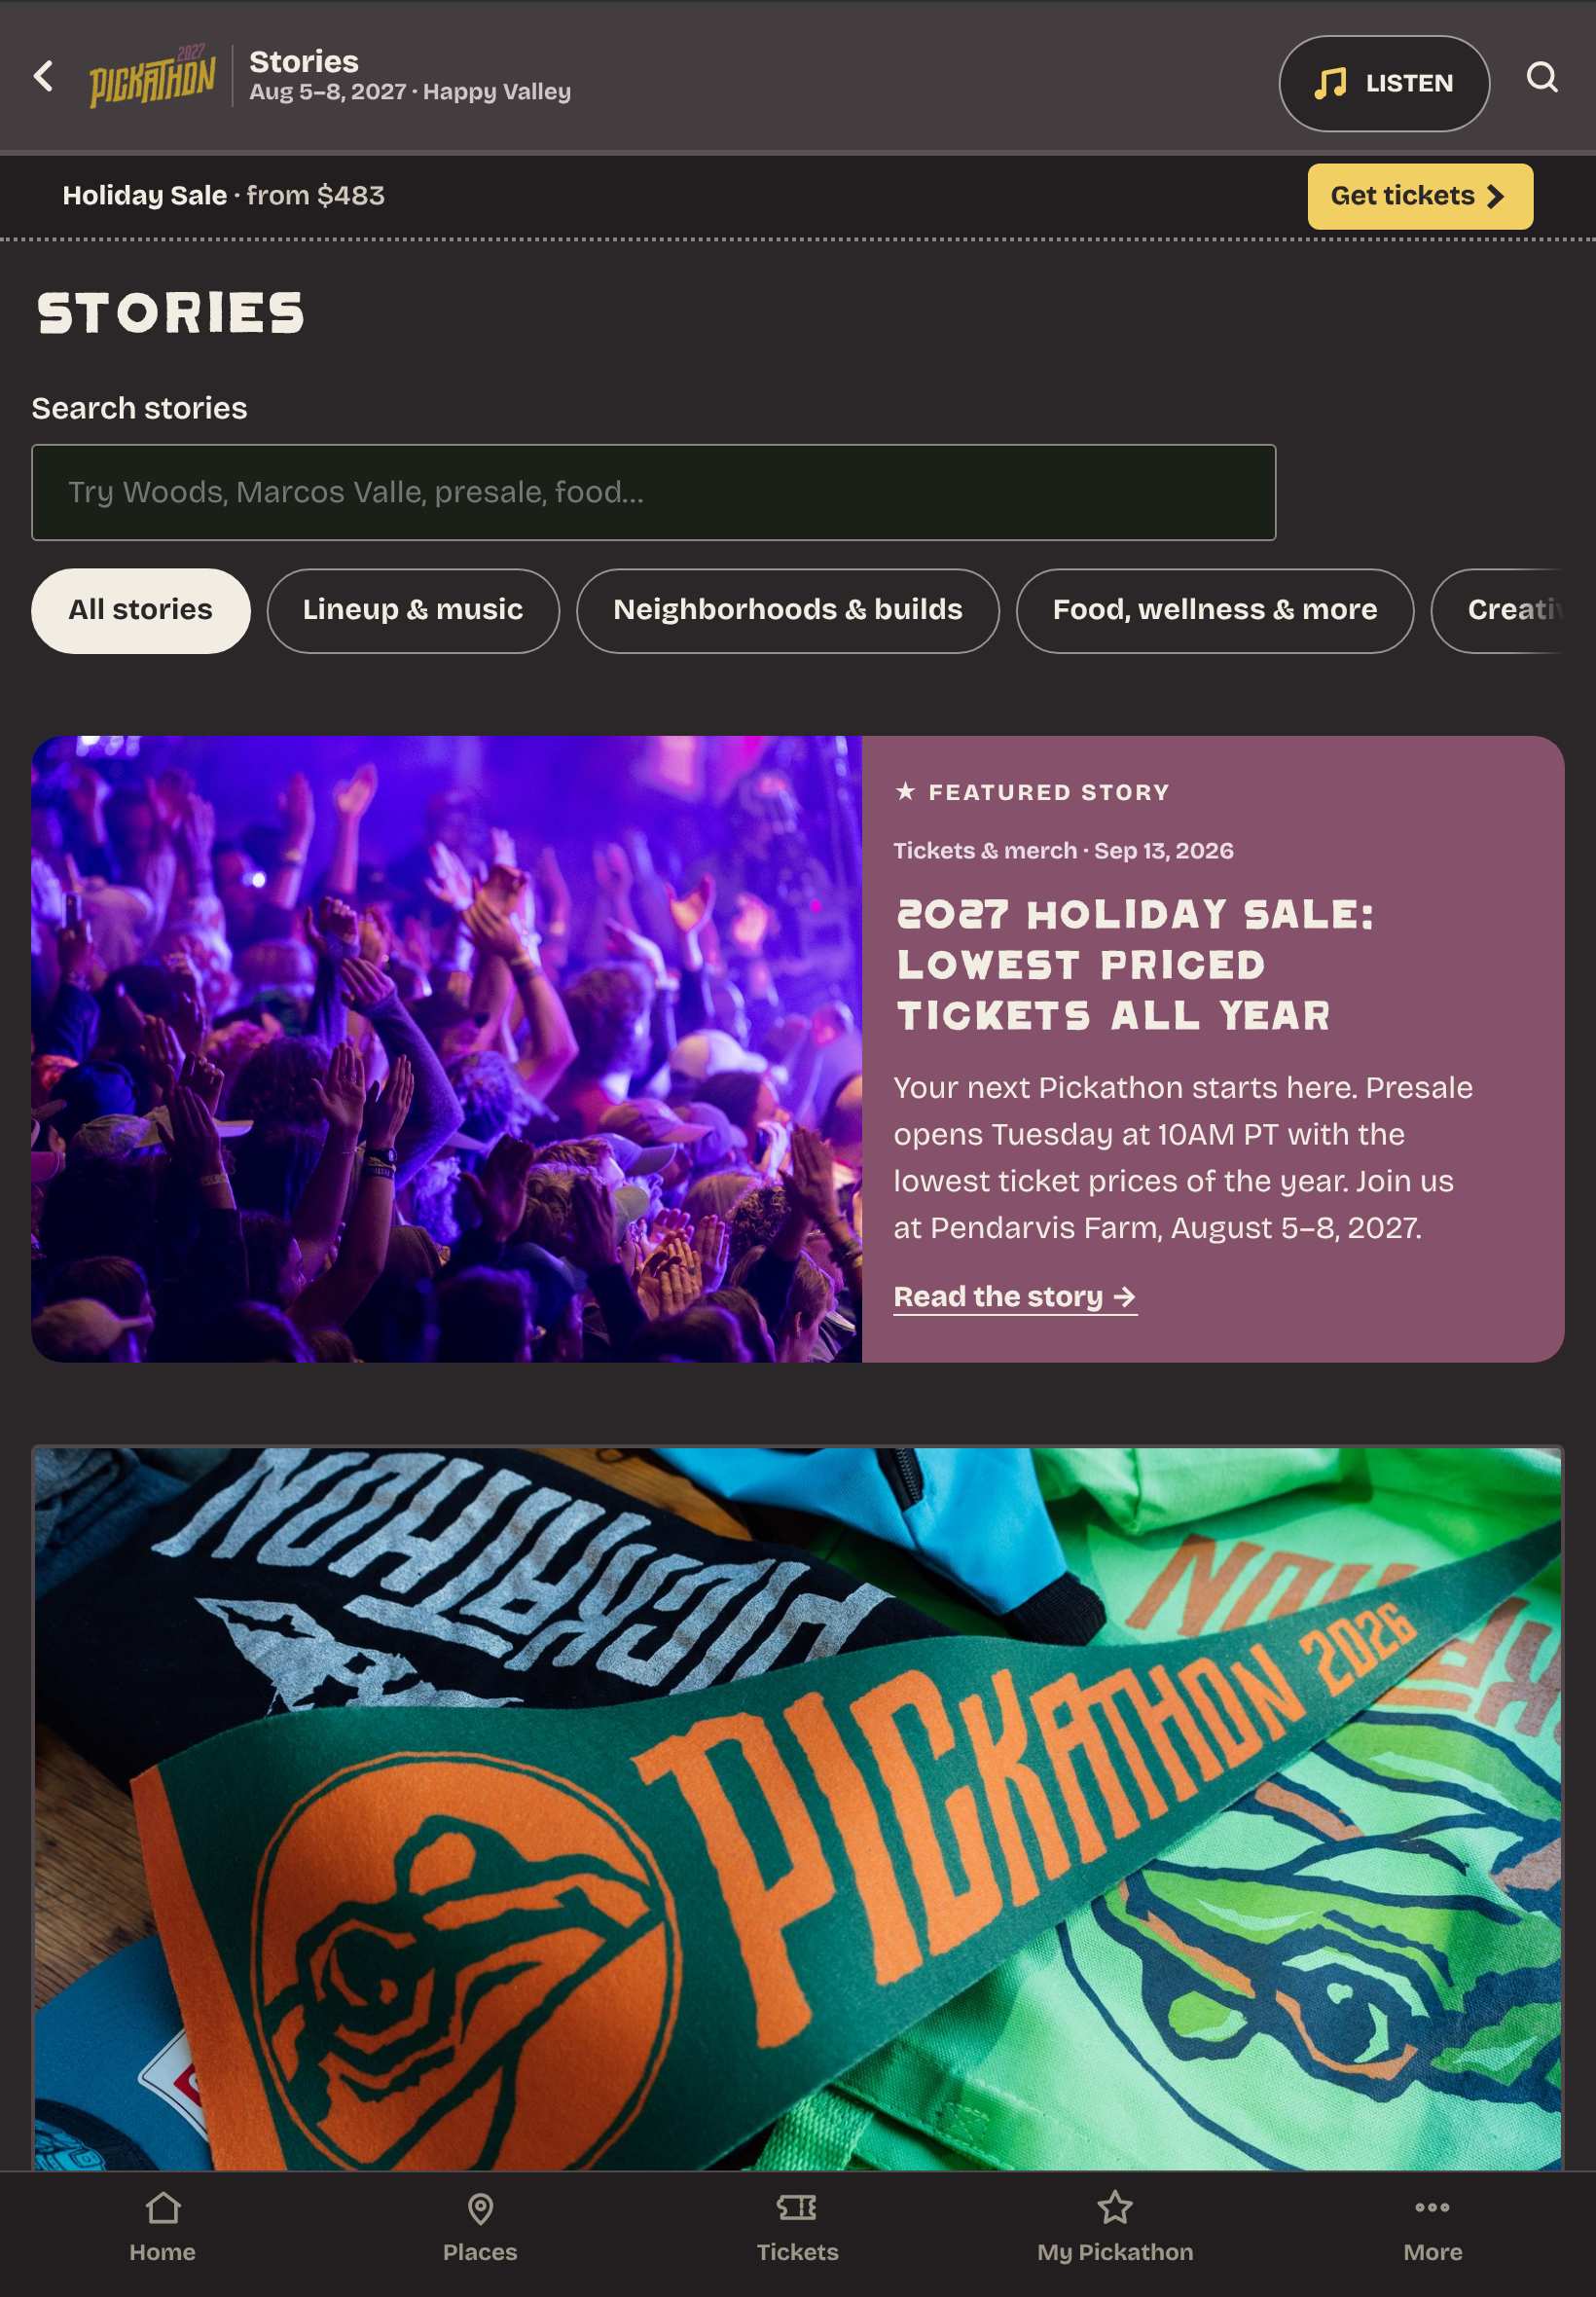 2027
PICKATHON
Stories
Aug 5–8, 2027 · Happy Valley
LISTEN
Holiday Sale · from $483
Get tickets
STORIES
Search stories
Try Woods, Marcos Valle, presale, food...
All stories
Lineup & music
Neighborhoods & builds
Food, wellness & more
★ FEATURED STORY
Tickets & merch · Sep 13, 2026
2027 HOLIDAY SALE:
LOWEST PRICED
TICKETS ALL YEAR
Your next Pickathon starts here. Presale
opens Tuesday at 10AM PT with the
lowest ticket prices of the year. Join us
at Pendarvis Farm, August 5–8, 2027.
Read the story →
PICKATHON
PICKATHON 2026
Home
Places
Tickets
My Pickathon
More